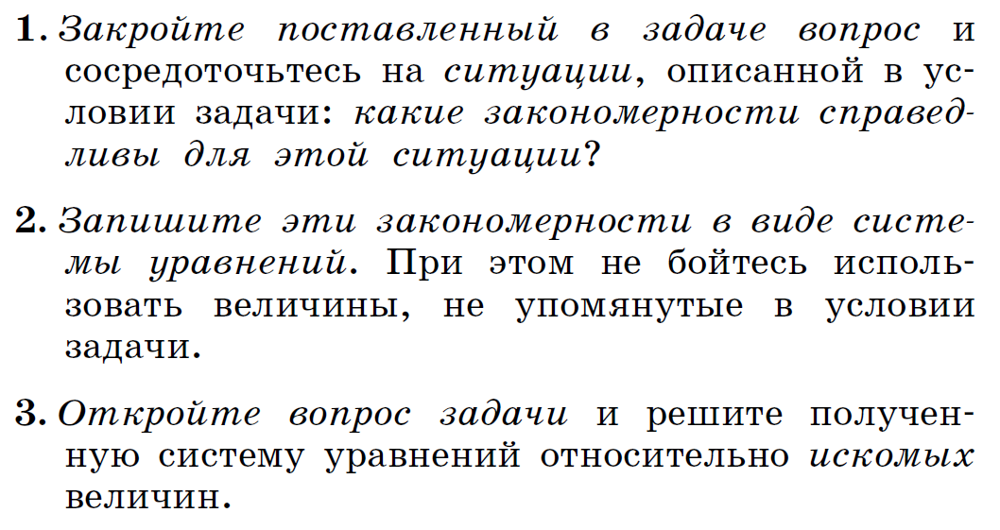 1. Закройте поставленный в задаче вопрос и
сосредоточьтесь на ситуации, описанной в ус-
ловии задачи: какие закономерности справед-
ливы для этой ситуации?
2. Запишите эти закономерности в виде систе-
мы уравнений. При этом не бойтесь исполь-
зовать величины, не упомянутые в условии
задачи.
3. Откройте вопрос задачи и решите получен-
ную систему уравнений относительно искомых
величин.